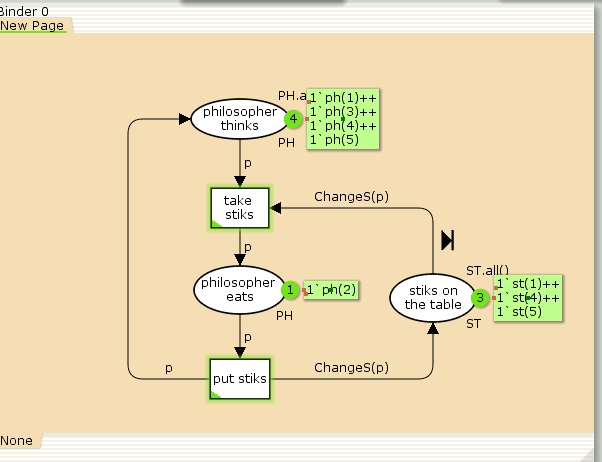 Binder 0
New Page
PH.a
philosopher
thinks
4
1`ph(1)++
1`ph(3)++
1`ph(4)++
1`ph(5)
PH
p
take
stiks
ChangeS(p)
p
philosopher
eats
1
1`ph(2)
PH
ST.all()
stiks on
the table
3
1`st(1)++
1`st(4)++
1`st(5)
ST
p
p
put stiks
ChangeS(p)
None